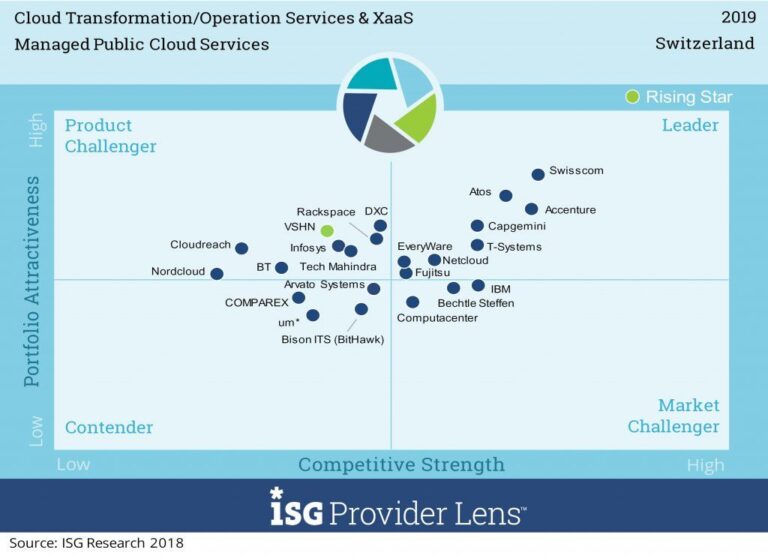 Cloud Transformation/Operation Services & XaaS
2019
Managed Public Cloud Services
Switzerland
Rising Star
High
Product
Challenger
Leader
Swisscom
Atos
Accenture
Rackspace
DXC
VSHN
Capgemini
Cloudreach
Infosys
EveryWare
T-Systems
Nordcloud
BT
Tech Mahindra
Netcloud
Fujitsu
Arvato Systems
IBM
COMPAREX
Bechtle Steffen
um*
Computacenter
Bison ITS (BitHawk)
Portfolio Attractiveness
Low
Contender
Market
Challenger
Low
Competitive Strength
High
*
iSG Provider Lens™
Source: ISG Research 2018